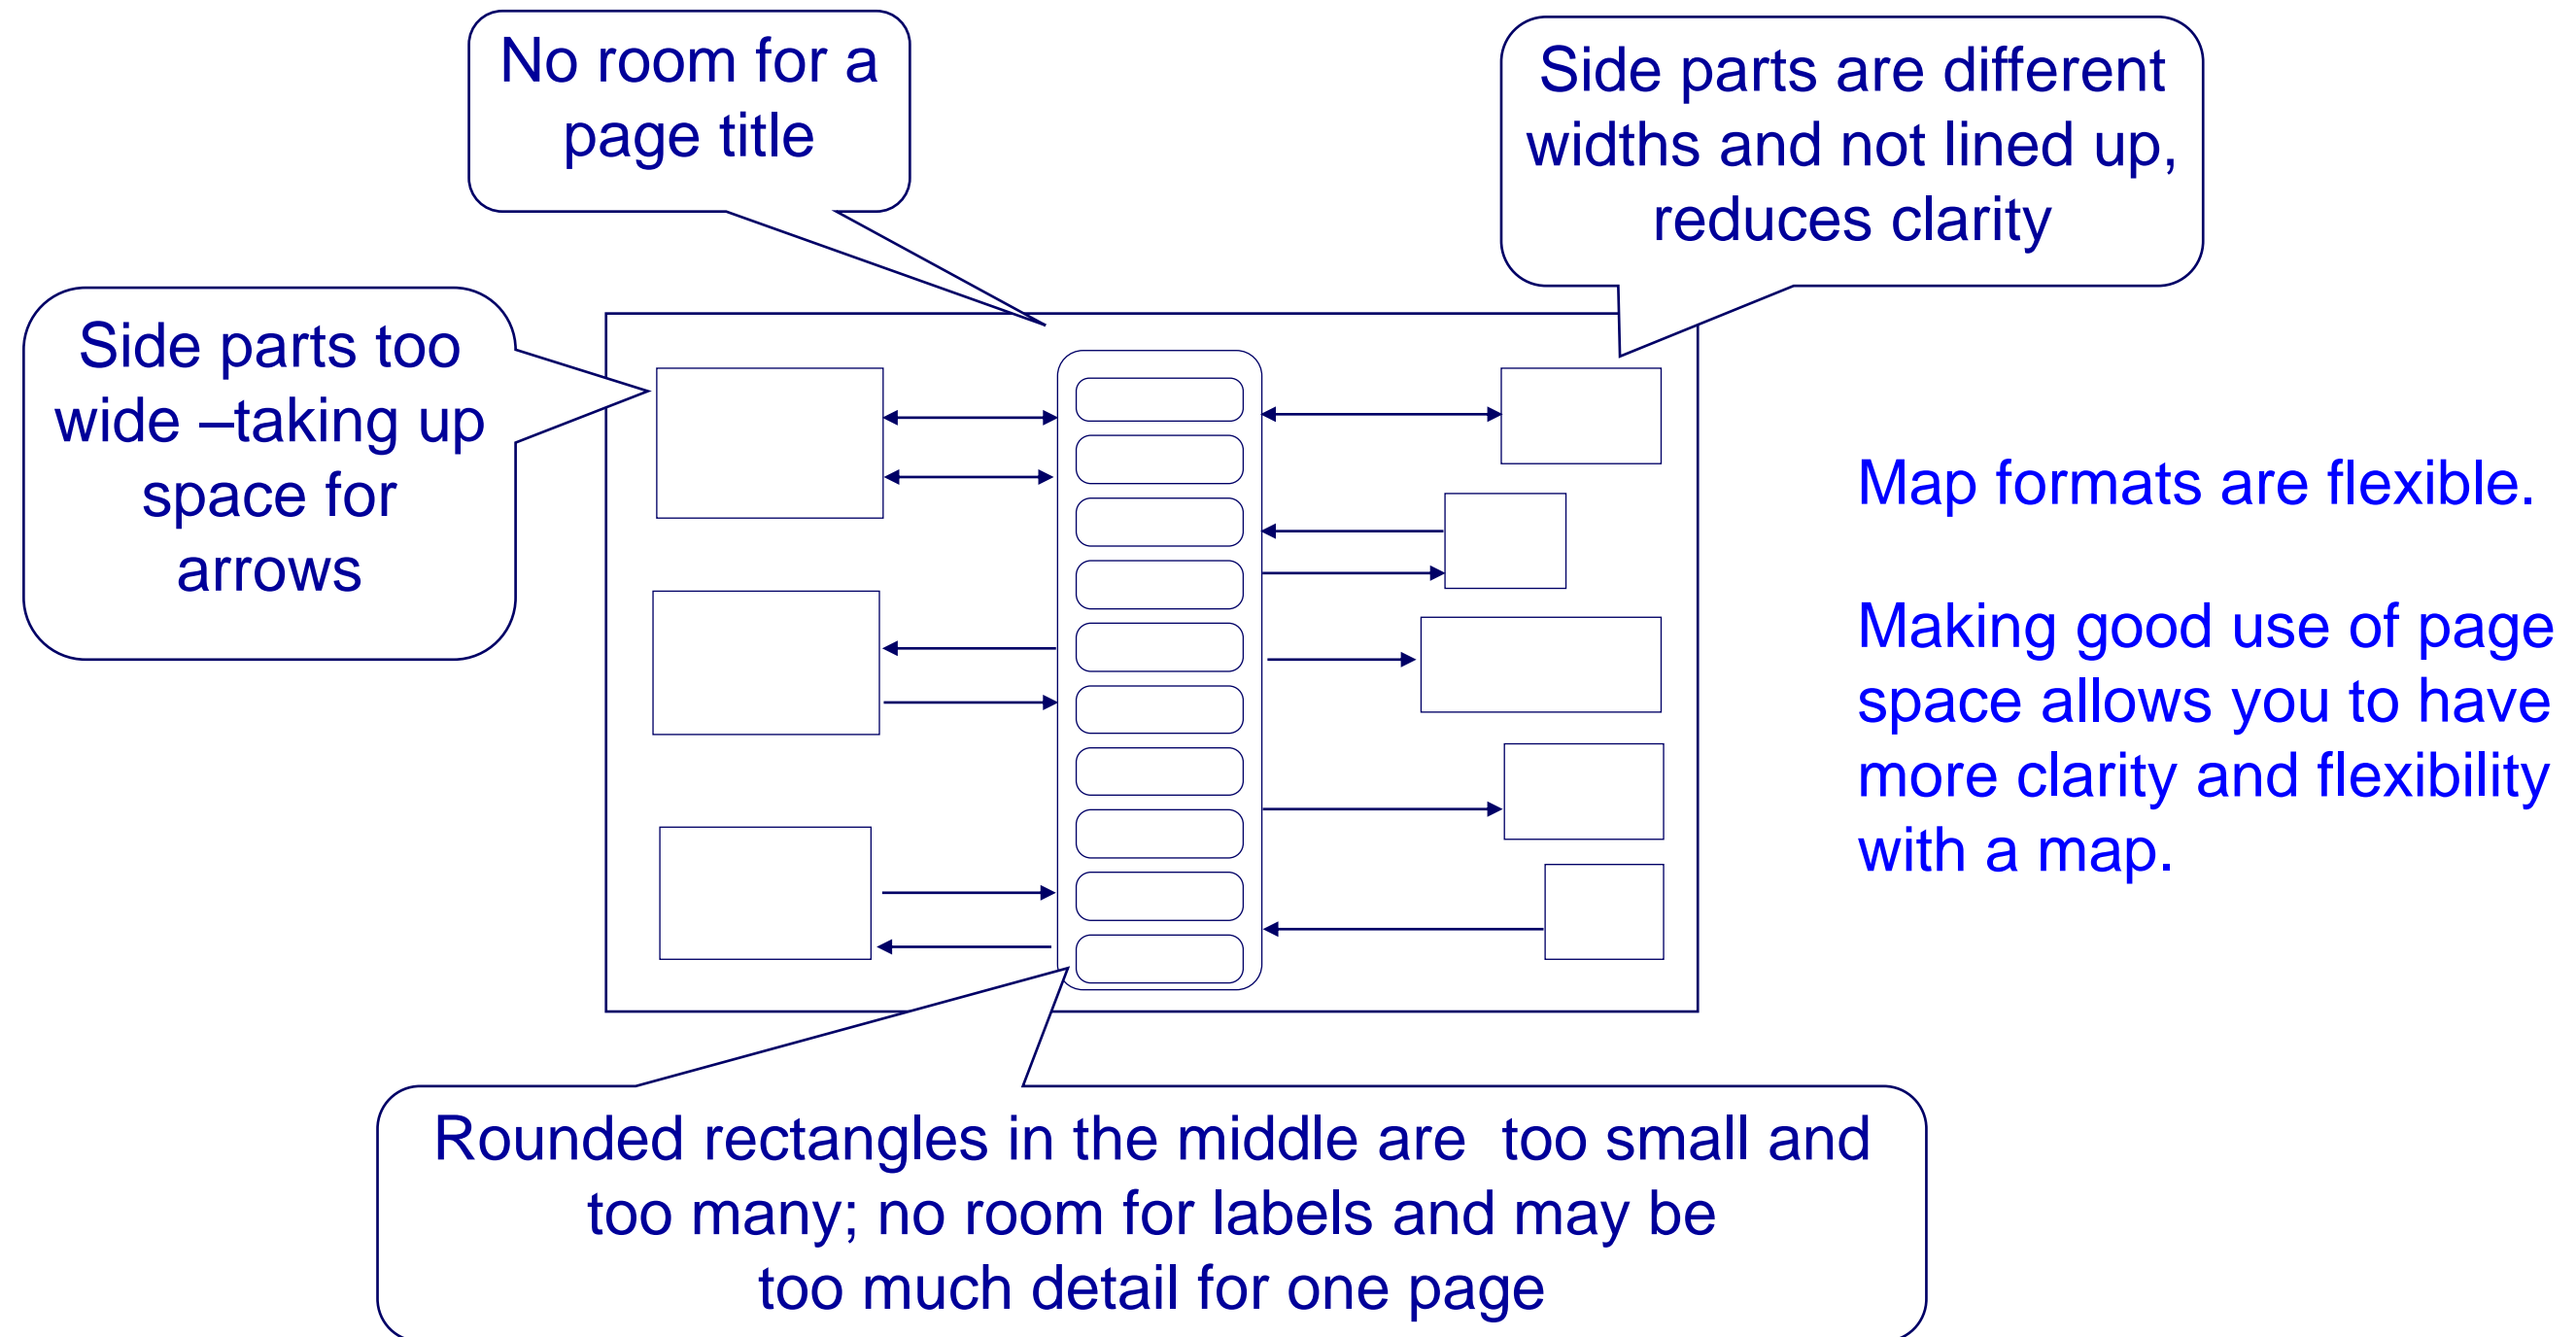 No room for a
page title
Side parts are different
widths and not lined up,
reduces clarity
Side parts too
wide –taking up
space for
arrows
Map formats are flexible.
Making good use of page
space allows you to have
more clarity and flexibility
with a map.
Rounded rectangles in the middle are  too small and
too many; no room for labels and may be
too much detail for one page